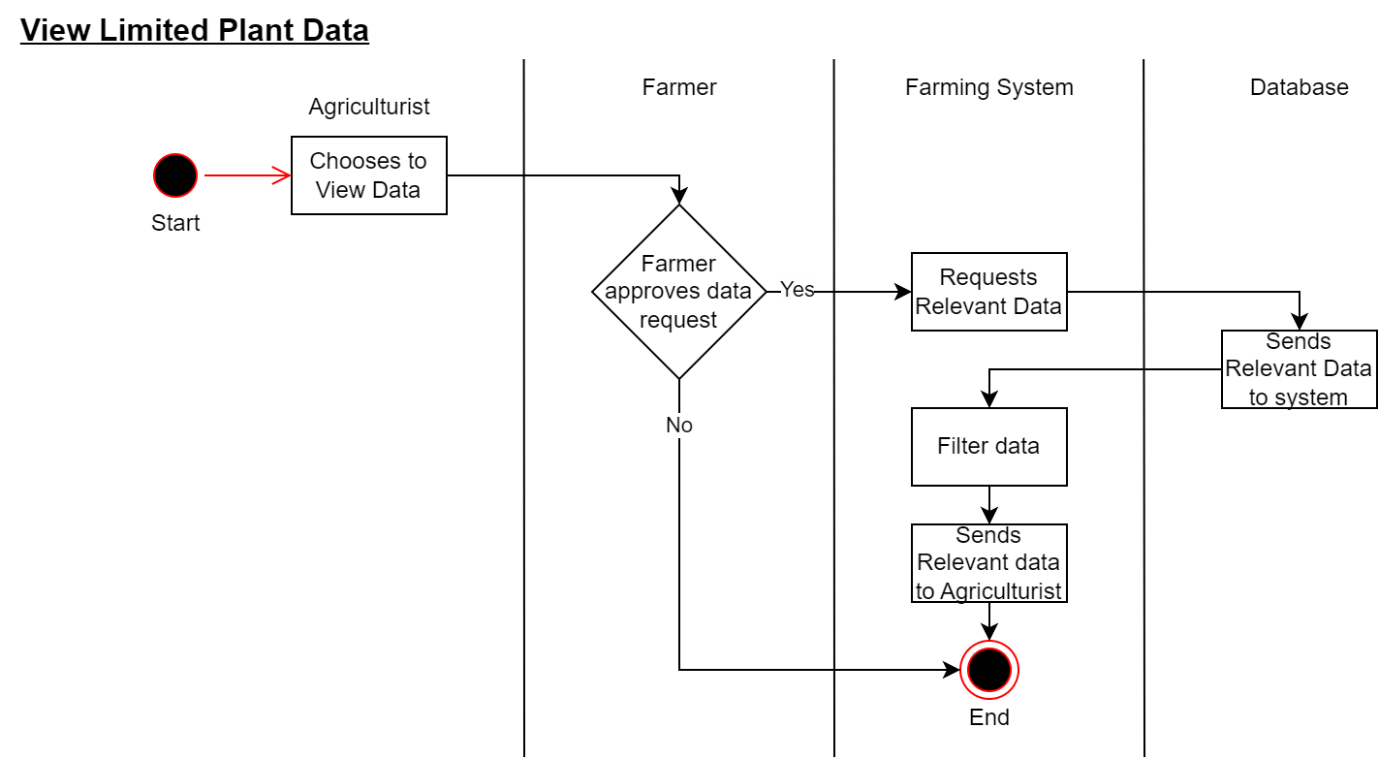 View Limited Plant Data
Agriculturist
Farmer
Farming System
Database
Start
Chooses to
View Data
Farmer
approves data
request
Yes
No
Requests
Relevant Data
Sends
Relevant Data
to system
Filter data
Sends
Relevant data
to Agriculturist
End